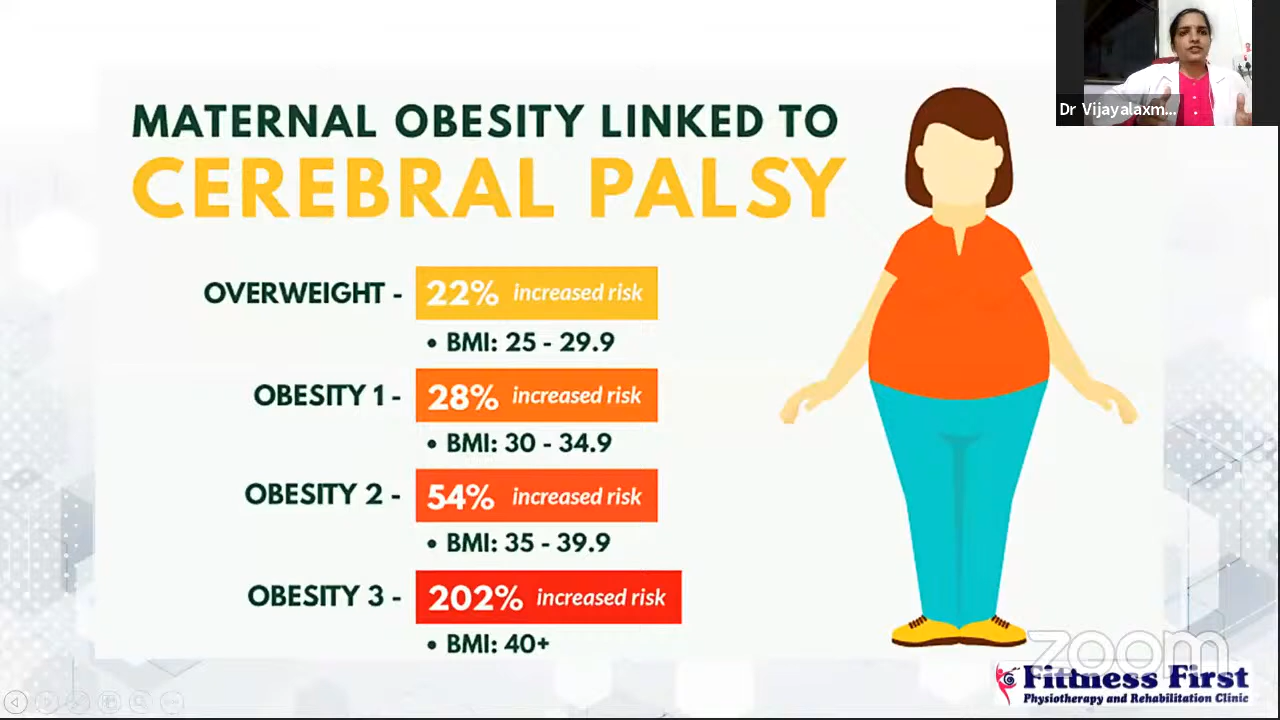 Dr Vijayalaxm...
MATERNAL OBESITY LINKED TO
CEREBRAL PALSY
OVERWEIGHT - 22% increased risk
• BMI: 25 - 29.9
OBESITY 1 - 28% increased risk
• BMI: 30 - 34.9
OBESITY 2 - 54% increased risk
• BMI: 35 - 39.9
OBESITY 3 - 202% increased risk
• BMI: 40+
zoom
Fittness First
Physiotherapy and Rehabilitation Clinic